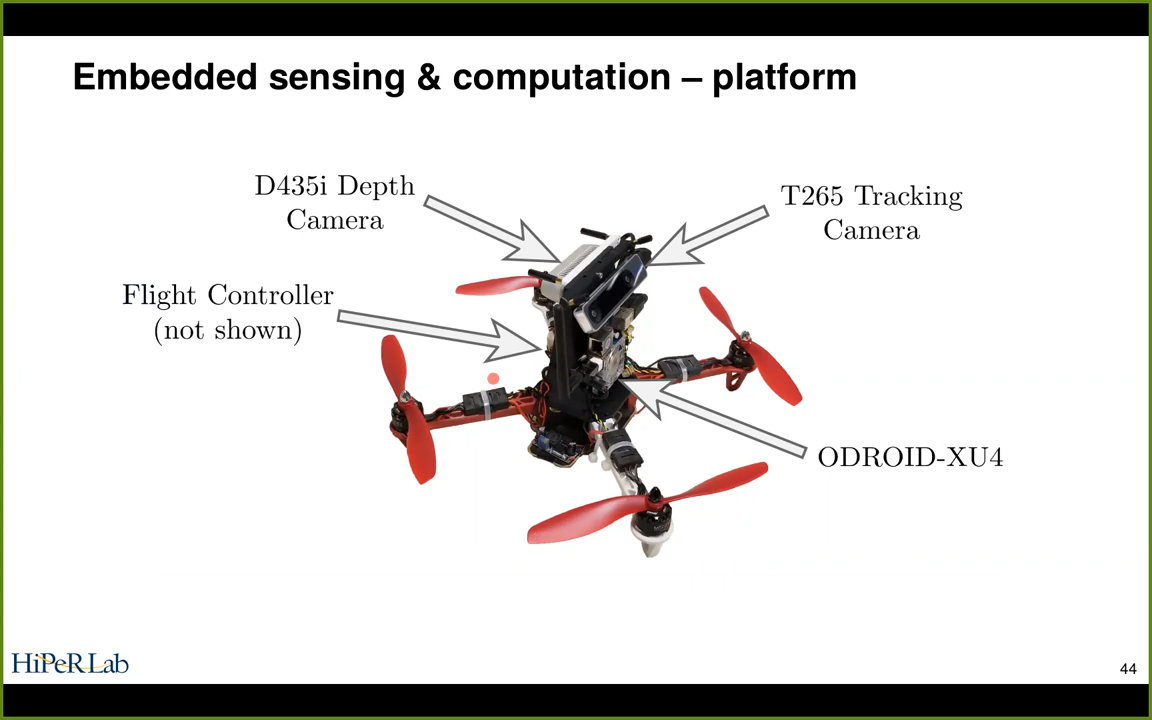 Embedded sensing & computation – platform
D435i Depth
Camera
T265 Tracking
Camera
Flight Controller
(not shown)
ODROID-XU4
HiPeRLab
44